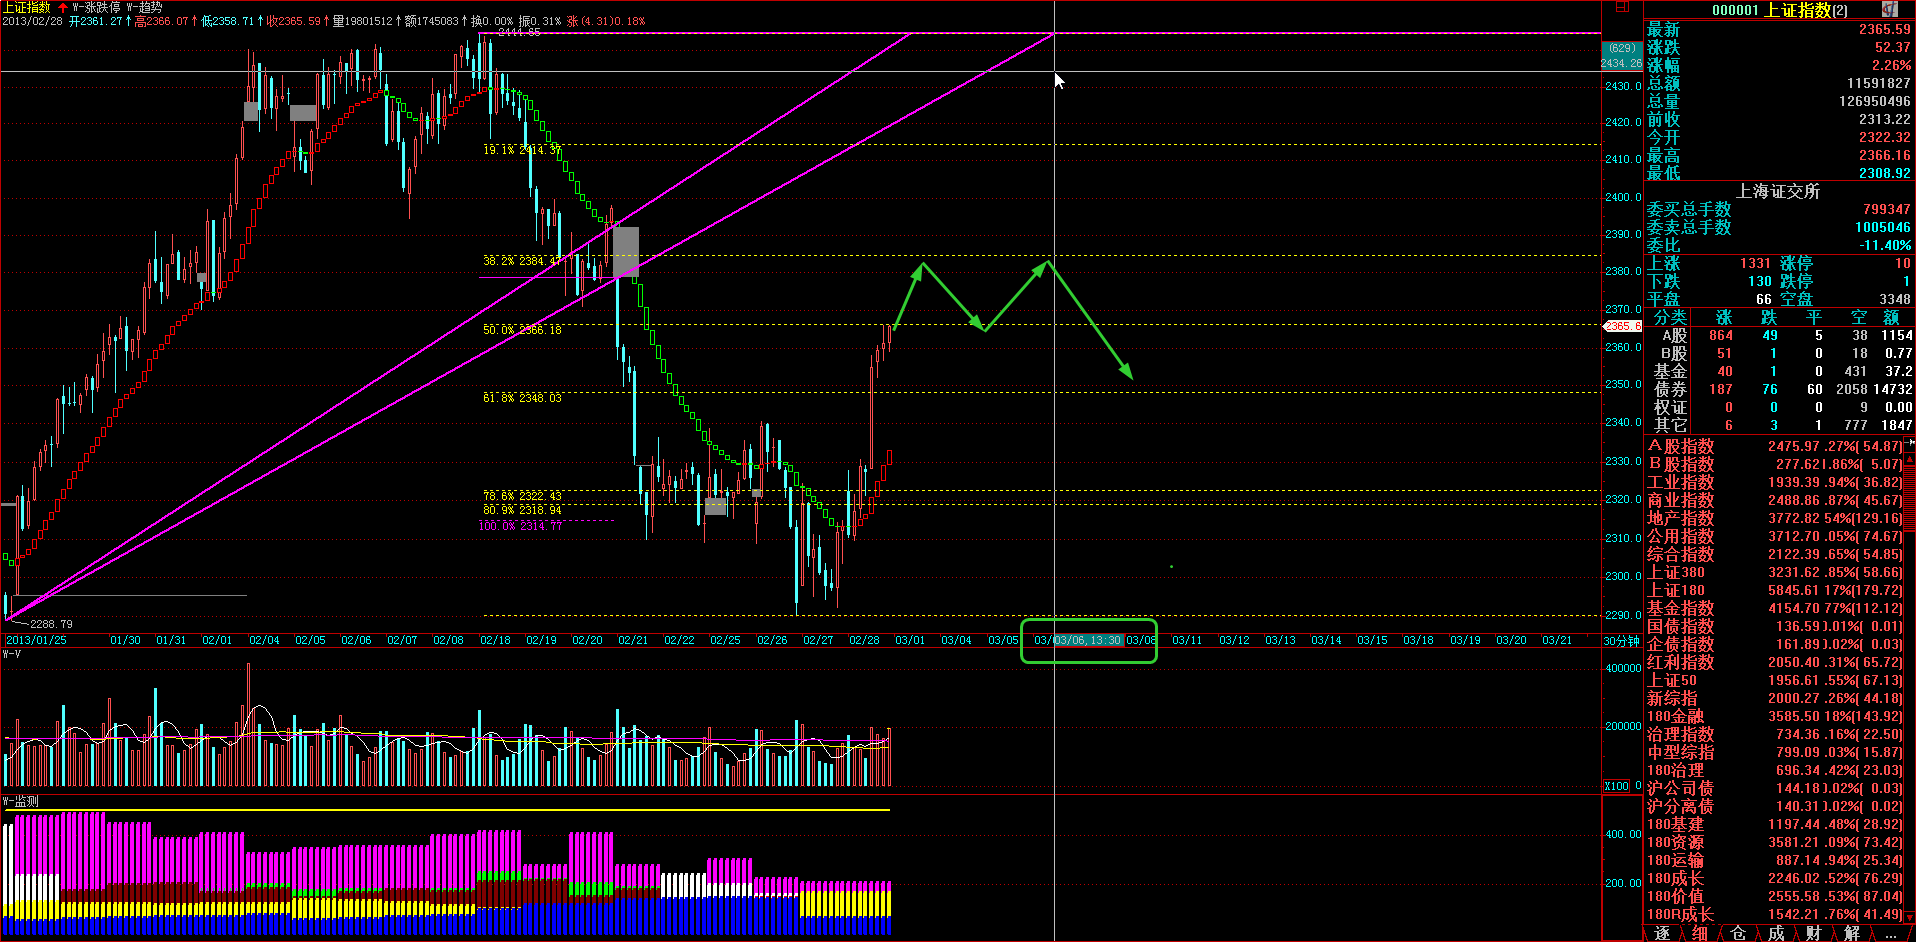 上证指数 W-涨跌停 W-趋势
2013/02/28 开2361.27↑高2366.07↑低2358.71↑收2365.59↑量19801512↑额1745083↑换0.00% 振0.31% 涨(4.31)0.18%
日
2444.65
(629)
2434.26
2430.0
2420.0
2410.0
2400.0
2390.0
2380.0
2370.0
2365.6
2360.0
2350.0
2340.0
2330.0
2320.0
2310.0
2300.0
2290.0
19.1% 2414.37
38.2% 2384.47
50.0% 2366.18
61.8% 2348.03
78.6% 2322.43
80.9% 2318.94
100.0% 2314.77
2288.79
2013/01/25 01/30 01/31 02/01 02/04 02/05 02/06 02/07 02/08 02/18 02/19 02/20 02/21 02/22 02/25 02/26 02/27 02/28 03/01 03/04 03/05 03/ 03/06,13:30 03/08 03/11 03/12 03/13 03/14 03/15 03/18 03/19 03/20 03/21 30分钟
W-V
400000
200000
X100 0
W-监测
400.00
200.00
000001 上证指数(2)
最新 2365.59
涨跌 52.37
涨幅 2.26%
总额 11591827
总量 126950496
前收 2313.22
今开 2322.32
最高 2366.16
最低 2308.92
上海证交所
委买总手数 799347
委卖总手数 1005046
委比 -11.40%
上涨 1331 涨停 10
下跌 130 跌停 1
平盘 66 空盘 3348
分类 涨 跌 平 空 额
A股 864 49 5 38 1154
B股 51 1 0 18 0.77
基金 40 1 0 431 37.2
债券 187 76 60 2058 14732
权证 0 0 0 9 0.00
其它 6 3 1 777 1847
A股指数 2475.97 .27%( 54.87)
B股指数 277.62 1.86%( 5.07)
工业指数 1939.39 .94%( 36.82)
商业指数 2488.86 .87%( 45.67)
地产指数 3772.82 54%(129.16)
公用指数 3712.70 .05%( 74.67)
综合指数 2122.39 .65%( 54.85)
上证380 3231.62 .85%( 58.66)
上证180 5845.61 17%(179.72)
基金指数 4154.70 77%(112.12)
国债指数 136.59 0.01%( 0.01)
企债指数 161.89 0.02%( 0.03)
红利指数 2050.40 .31%( 65.72)
上证50 1956.61 .55%( 67.13)
新综指 2000.27 .26%( 44.18)
180金融 3585.50 18%(143.92)
治理指数 734.36 .16%( 22.50)
中型综指 799.09 .03%( 15.87)
180治理 696.34 .42%( 23.03)
沪公司债 144.18 0.02%( 0.03)
沪分离债 140.31 0.02%( 0.02)
180基建 1197.44 .48%( 28.92)
180资源 3581.21 .09%( 73.42)
180运输 887.14 .94%( 25.34)
180成长 2246.02 .52%( 76.29)
180价值 2555.58 .53%( 87.04)
180R成长 1542.21 .76%( 41.49)
逐 细 仓 成 财 解 ...